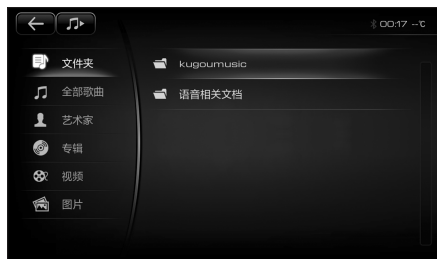 00:17 --℃
文件夹
kugoumusic
全部歌曲
语音相关文档
艺术家
专辑
视频
图片